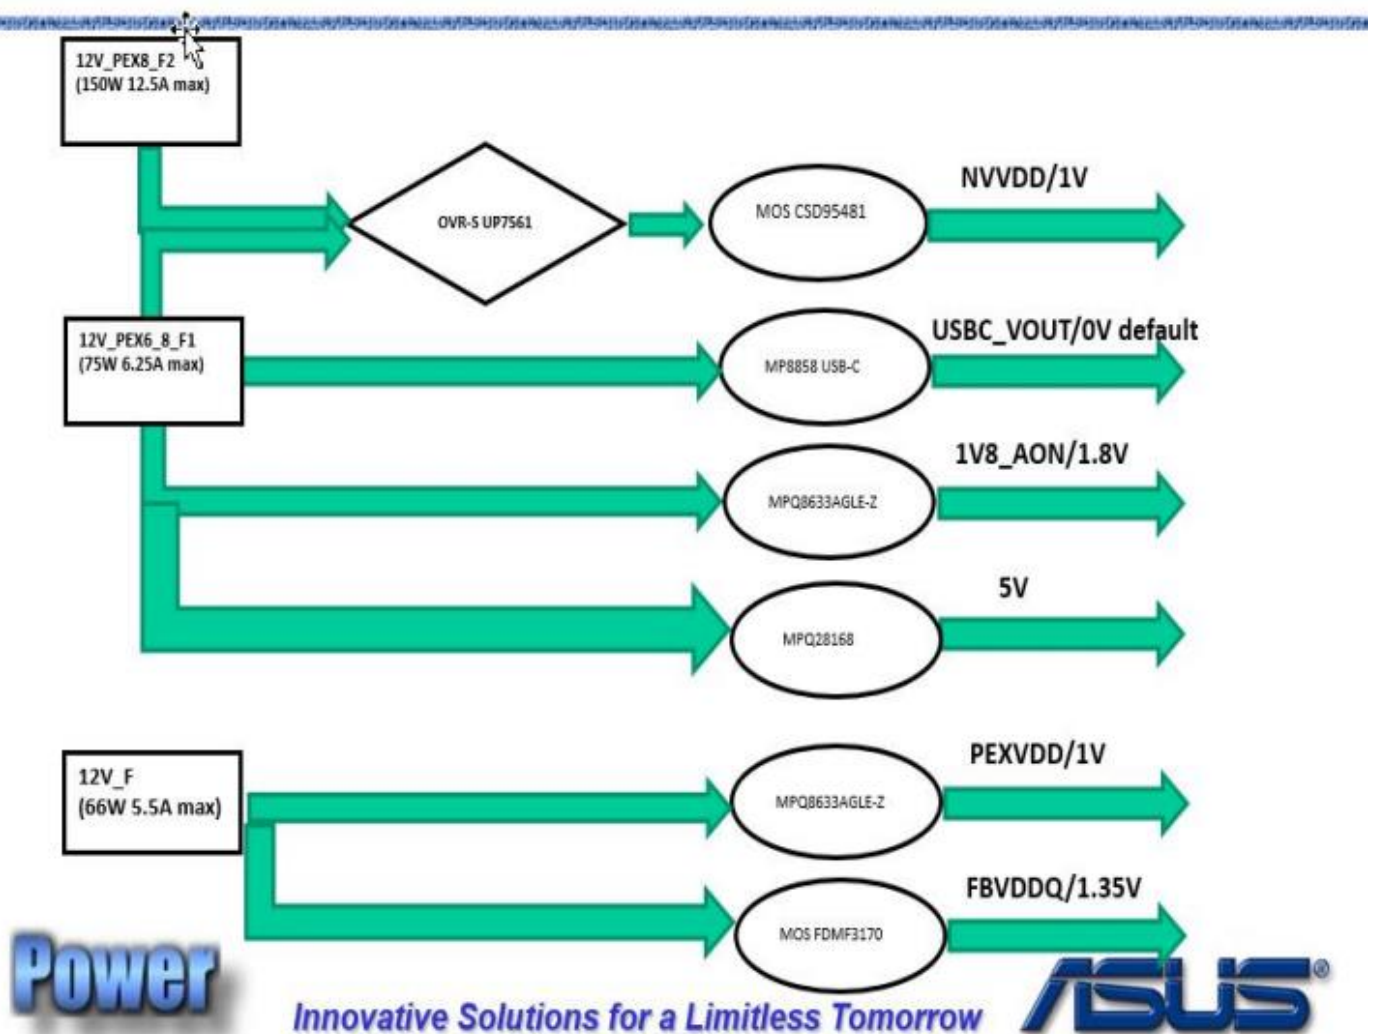 12V_PEX8_F2
(150W 12.5A max)
OVR-S UP7561
MOS CSD95481
NVVDD/1V
12V_PEX6_8_F1
(75W 6.25A max)
MP8858 USB-C
USBC_VOUT/0V default
MPQ8633AGLE-Z
1V8_AON/1.8V
MPQ28168
5V
12V_F
(66W 5.5A max)
MPQ8633AGLE-Z
PEXVDD/1V
MOS FDMF3170
FBVDDQ/1.35V
Power
Innovative Solutions for a Limitless Tomorrow
ASUS®